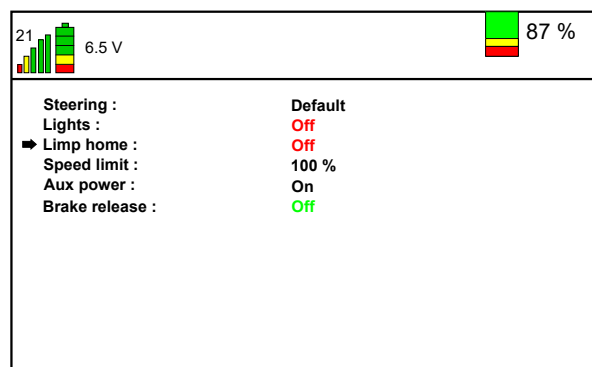 21
6.5 V
87 %
Steering : Default
Lights : Off
Limp home : Off
Speed limit : 100 %
Aux power : On
Brake release : Off